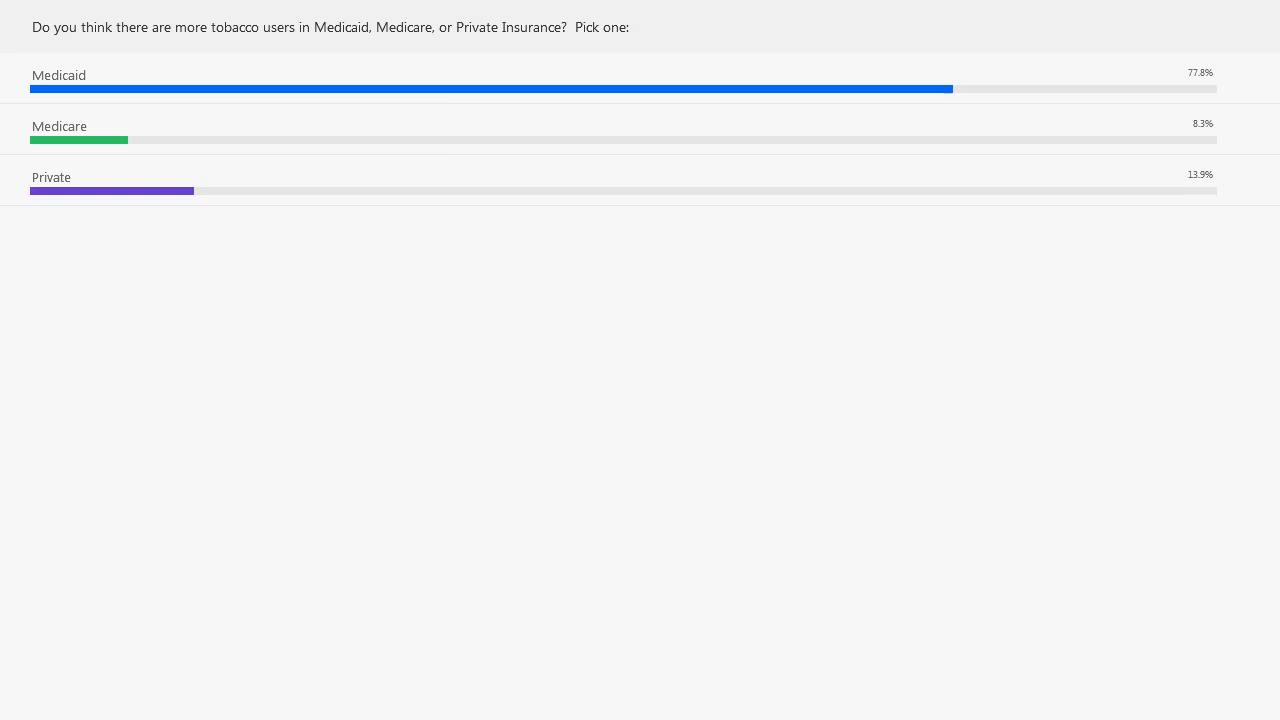 Do you think there are more tobacco users in Medicaid, Medicare, or Private Insurance?  Pick one:
Medicaid
77.8%
Medicare
8.3%
Private
13.9%